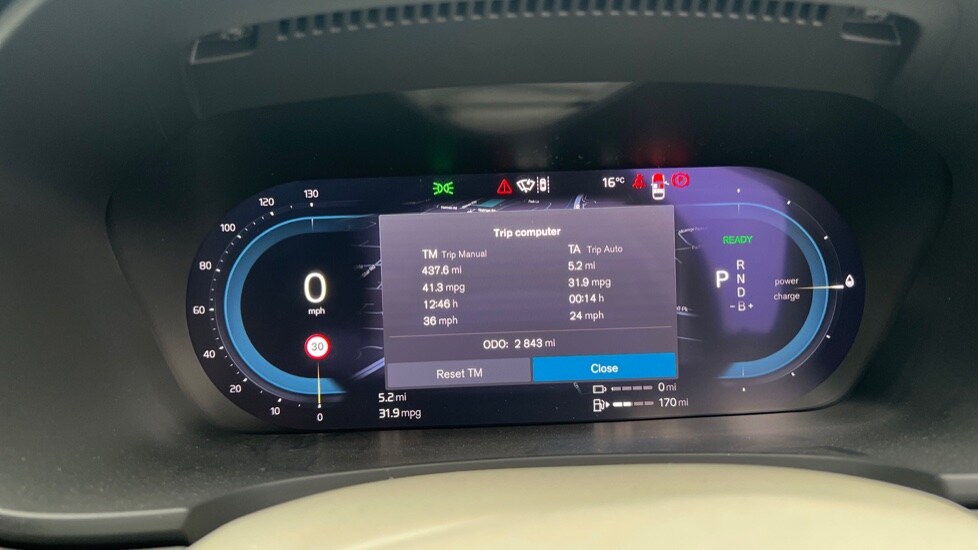 130
120
100
80
60
40
20
10
0
0
mph
30
16°C
Trip computer
TM Trip Manual
TA Trip Auto
437.6 mi
5.2 mi
41.3 mpg
31.9 mpg
12:46 h
00:14 h
36 mph
24 mph
ODO: 2 843 mi
Reset TM
Close
READY
P
R
N
D
-B+
power
charge
5.2 mi
31.9 mpg
0 mi
170 mi